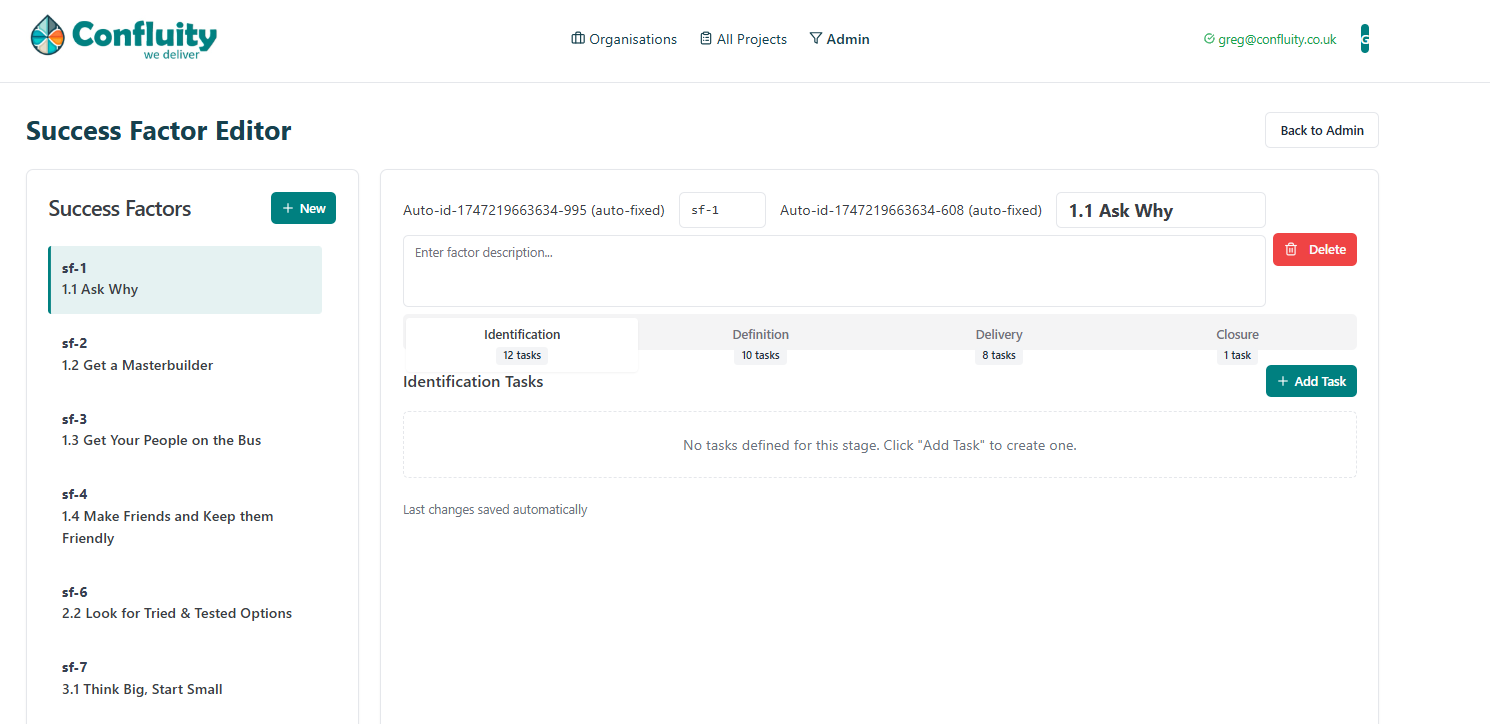 Confluity
we deliver
Organisations
All Projects
Admin
greg@confluity.co.uk
G
Success Factor Editor
Back to Admin
Success Factors
+ New
sf-1
1.1 Ask Why
sf-2
1.2 Get a Masterbuilder
sf-3
1.3 Get Your People on the Bus
sf-4
1.4 Make Friends and Keep them
Friendly
sf-6
2.2 Look for Tried & Tested Options
sf-7
3.1 Think Big, Start Small
Auto-id-1747219663634-995 (auto-fixed)
sf-1
Auto-id-1747219663634-608 (auto-fixed)
1.1 Ask Why
Enter factor description...
Delete
Identification
12 tasks
Definition
10 tasks
Delivery
8 tasks
Closure
1 task
Identification Tasks
+ Add Task
No tasks defined for this stage. Click "Add Task" to create one.
Last changes saved automatically